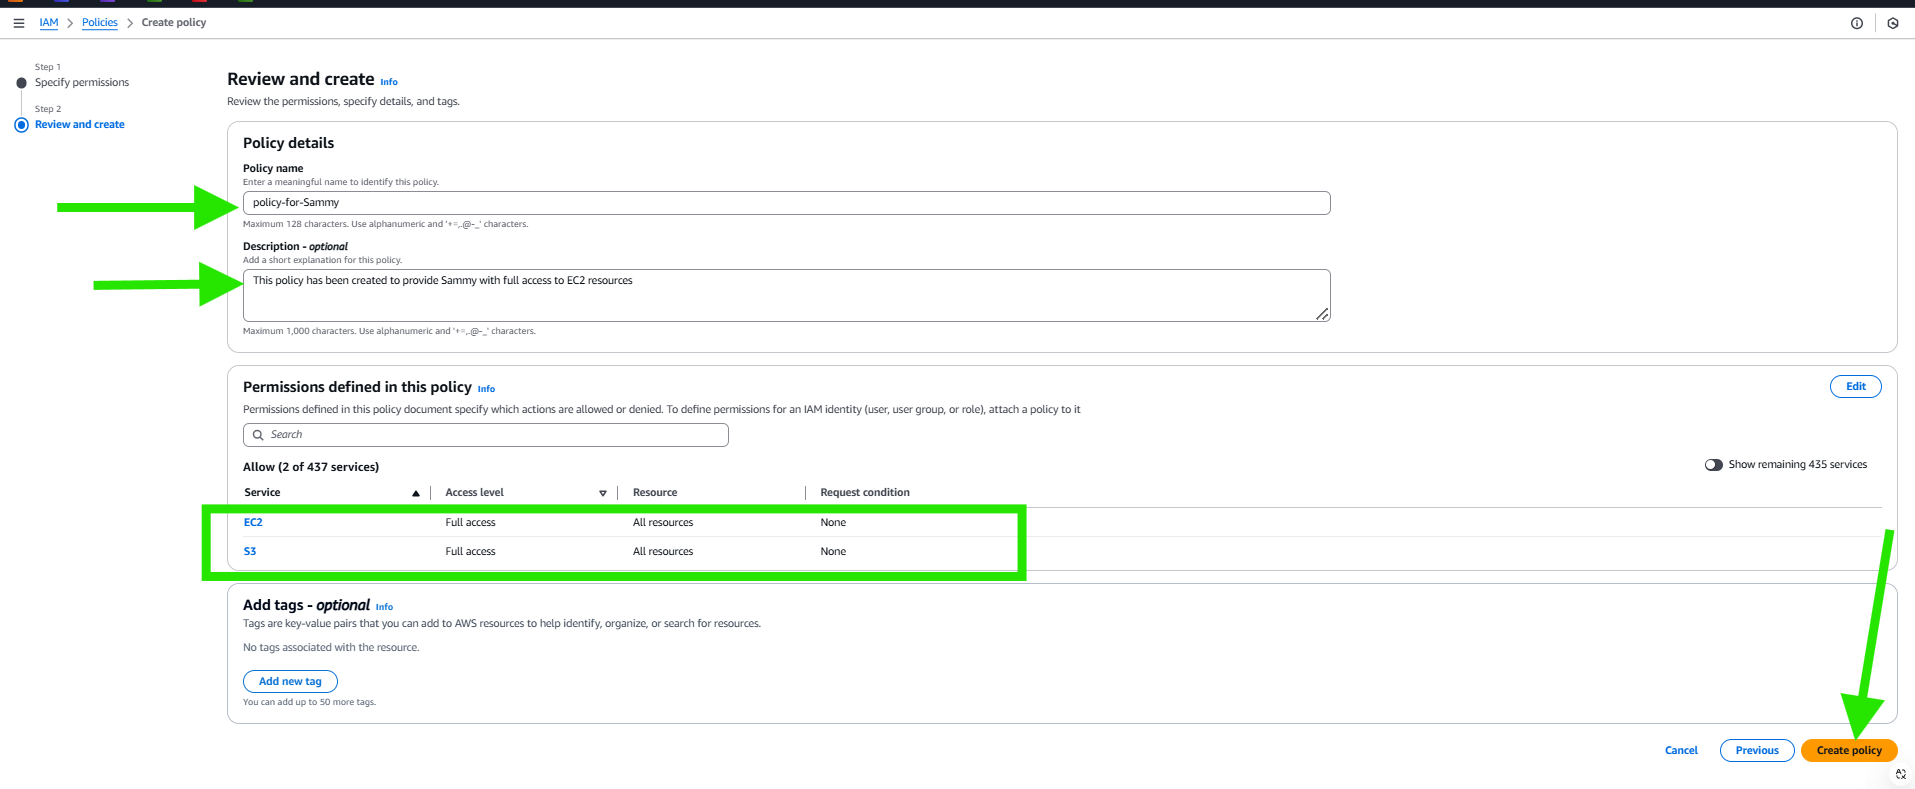 IAM > Policies > Create policy
Step 1
Specify permissions
Step 2
Review and create
Review and create Info
Review the permissions, specify details, and tags.
Policy details
Policy name
Enter a meaningful name to identify this policy.
policy-for-Sammy
Maximum 128 characters. Use alphanumeric and '+=,.@-_' characters.
Description - optional
Add a short explanation for this policy.
This policy has been created to provide Sammy with full access to EC2 resources
Maximum 1,000 characters. Use alphanumeric and '+=,.@-_' characters.
Permissions defined in this policy Info
Edit
Permissions defined in this policy document specify which actions are allowed or denied. To define permissions for an IAM identity (user, user group, or role), attach a policy to it
Search
Allow (2 of 437 services)
Show remaining 435 services
Service Access level Resource Request condition
EC2 Full access All resources None
S3 Full access All resources None
Add tags - optional Info
Tags are key-value pairs that you can add to AWS resources to help identify, organize, or search for resources.
No tags associated with the resource.
Add new tag
You can add up to 50 more tags.
Cancel Previous Create policy